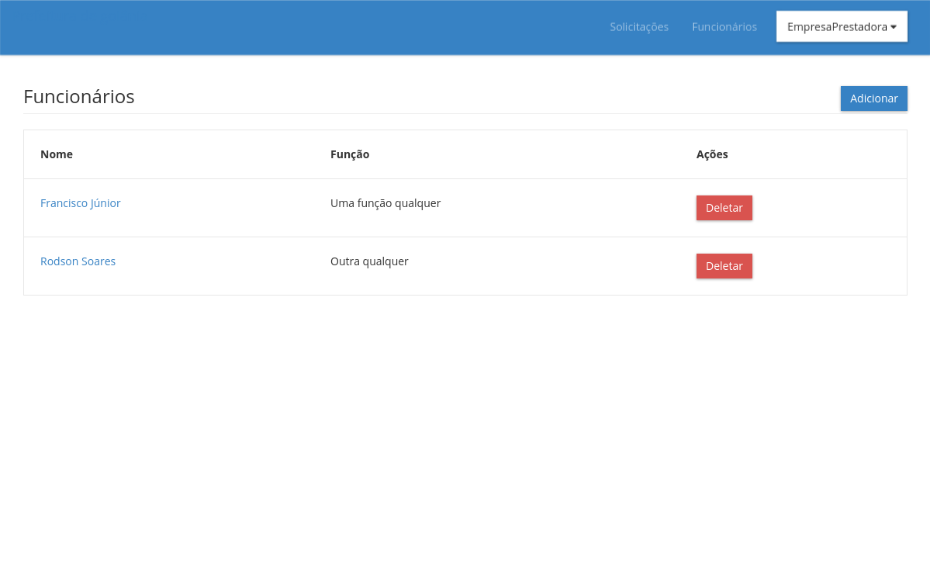 Solicitações Funcionários EmpresaPrestadora
Funcionários Adicionar
Nome Função Ações
Francisco Júnior Uma função qualquer Deletar
Rodson Soares Outra qualquer Deletar